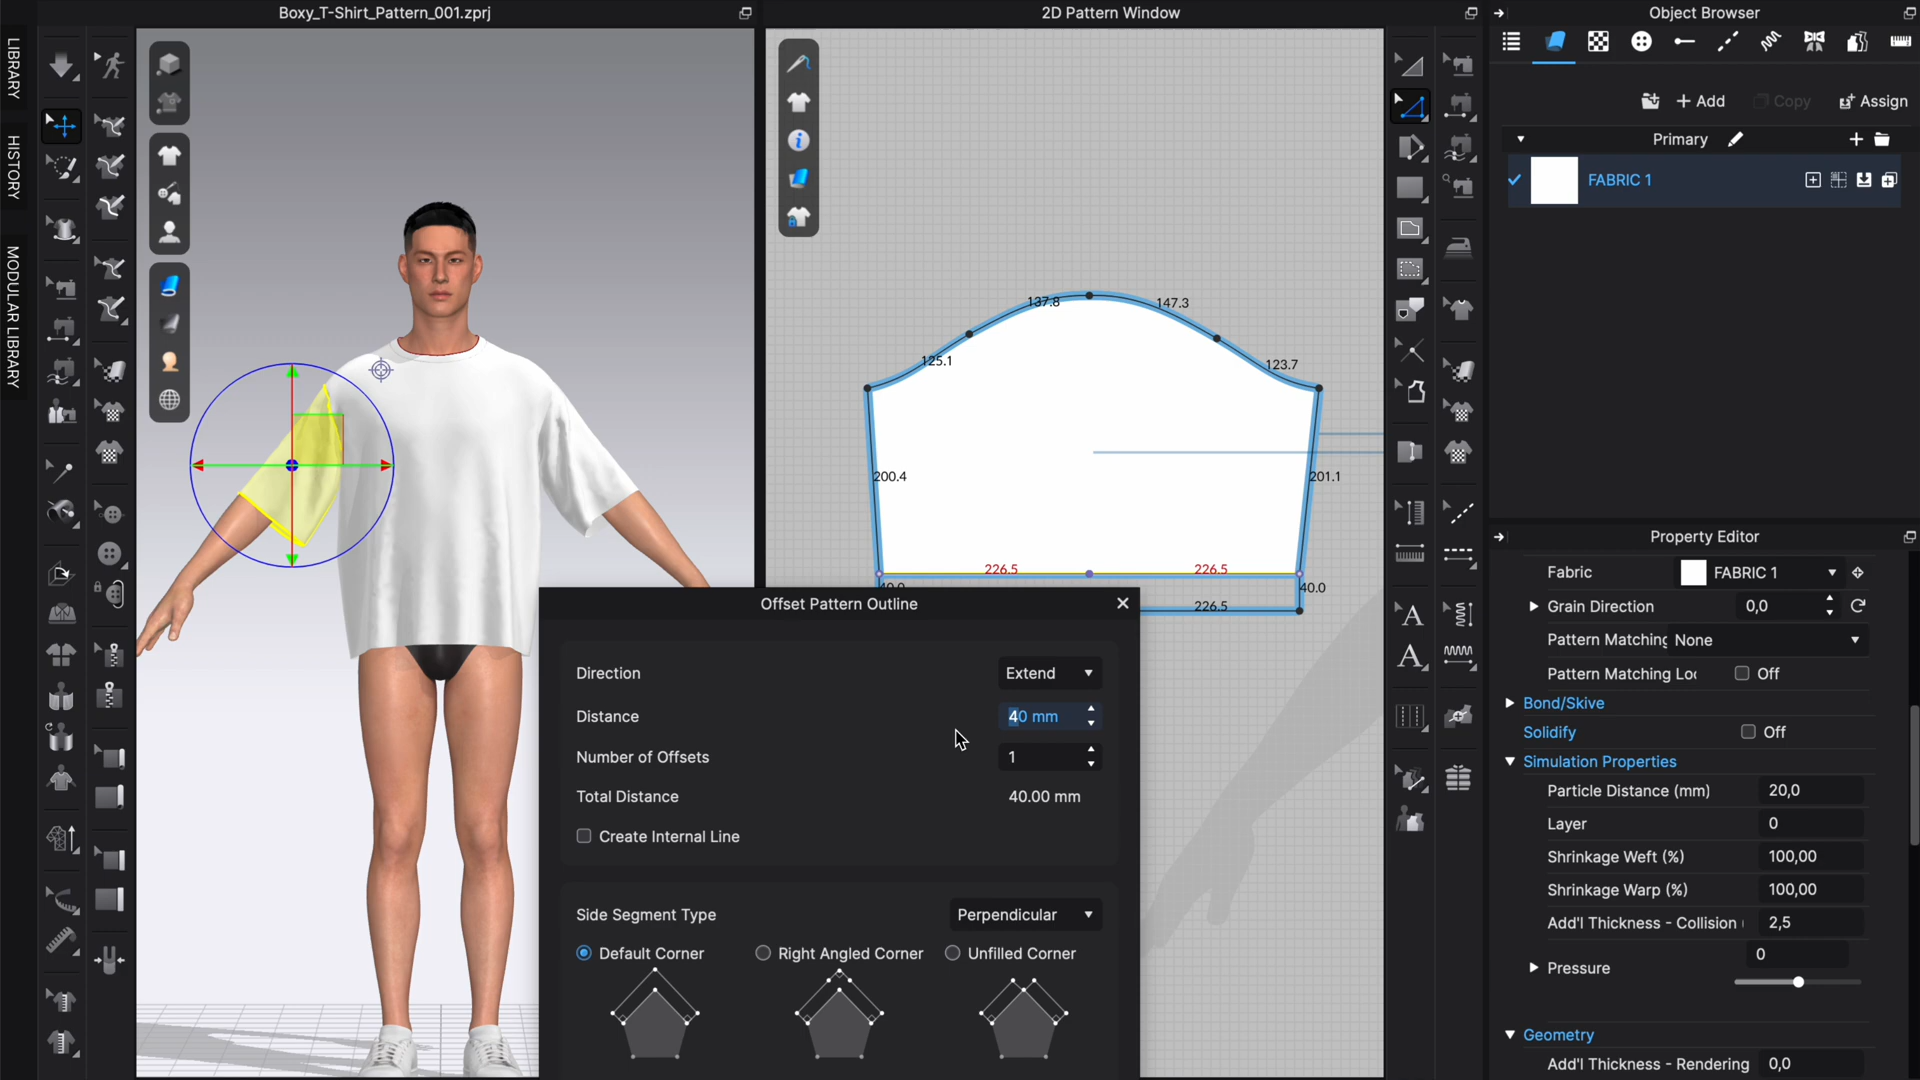 Boxy_T-Shirt_Pattern_001.zprj
2D Pattern Window
Object Browser
LIBRARY
HISTORY
MODULAR LIBRARY
Add
Copy
Assign
Primary
FABRIC 1
137.8
147.3
125.1
123.7
200.4
201.1
226.5
226.5
40.0
40.0
226.5
Offset Pattern Outline
Direction
Extend
Distance
40 mm
Number of Offsets
1
Total Distance
40.00 mm
Create Internal Line
Side Segment Type
Perpendicular
Default Corner
Right Angled Corner
Unfilled Corner
A
A
Property Editor
Fabric
FABRIC 1
Grain Direction
0,0
Pattern Matching
None
Pattern Matching Loc
Off
Bond/Skive
Solidify
Off
Simulation Properties
Particle Distance (mm)
20,0
Layer
0
Shrinkage Weft (%)
100,00
Shrinkage Warp (%)
100,00
Add'l Thickness - Collision (
2,5
0
Pressure
Geometry
Add'l Thickness - Rendering
0,0